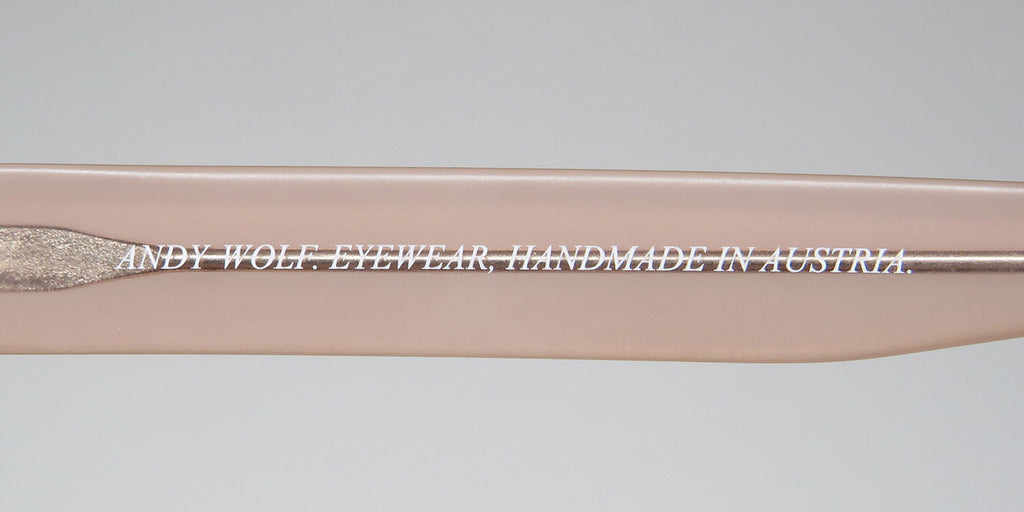 ANDY WOLF. EYEWEAR, HANDMADE IN AUSTRIA.